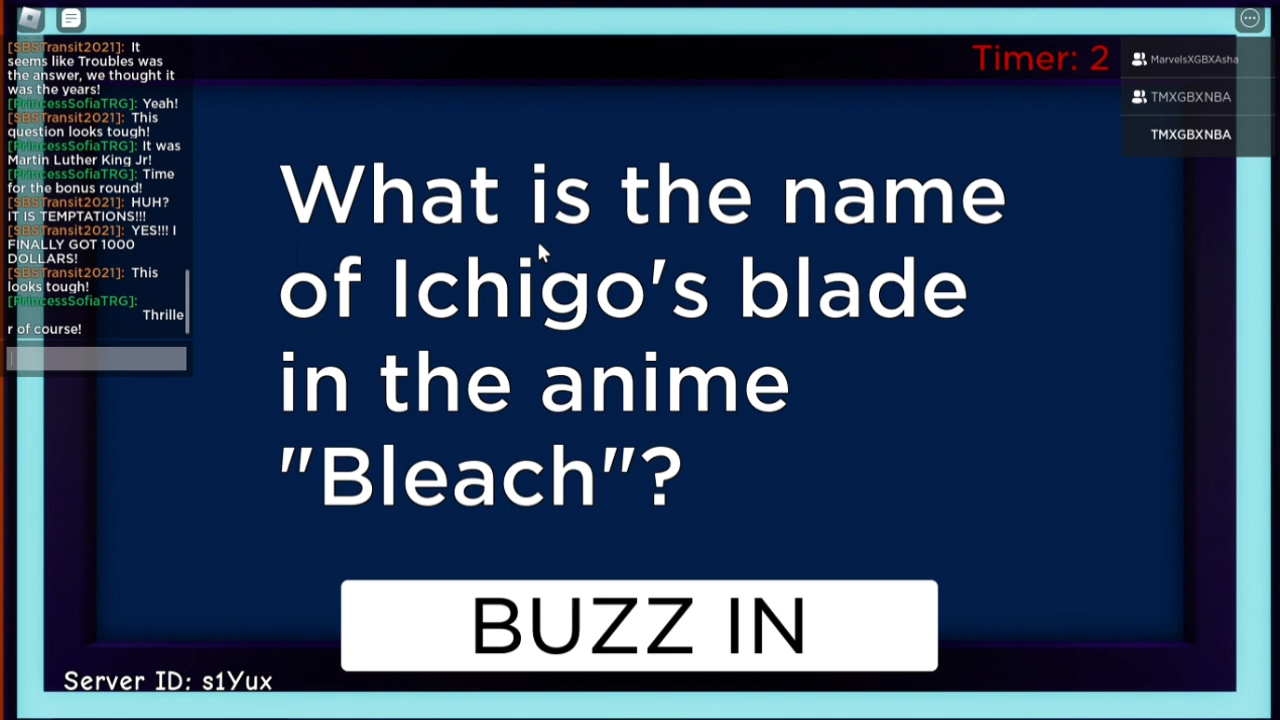 [SBSTransit2021]: It
seems like Troubles was
the answer, we thought it
was the years!
[PrincessSofiaTRG]: Yeah!
[SBSTransit2021]: This
question looks tough!
[PrincessSofiaTRG]: It was
Martin Luther King Jr!
[PrincessSofiaTRG]: Time
for the bonus round!
[SBSTransit2021]: HUH?
IT IS TEMPTATIONS!!!
[SBSTransit2021]: YES!!! I
FINALLY GOT 1000
DOLLARS!
[SBSTransit2021]: This
looks tough!
[PrincessSofiaTRG]:
Thrille
r of course!
Timer: 2
MarvelsXGBXAsha
TMXGBXNBA
TMXGBXNBA
What is the name
of Ichigo's blade
in the anime
"Bleach"?
BUZZ IN
Server ID: s1Yux